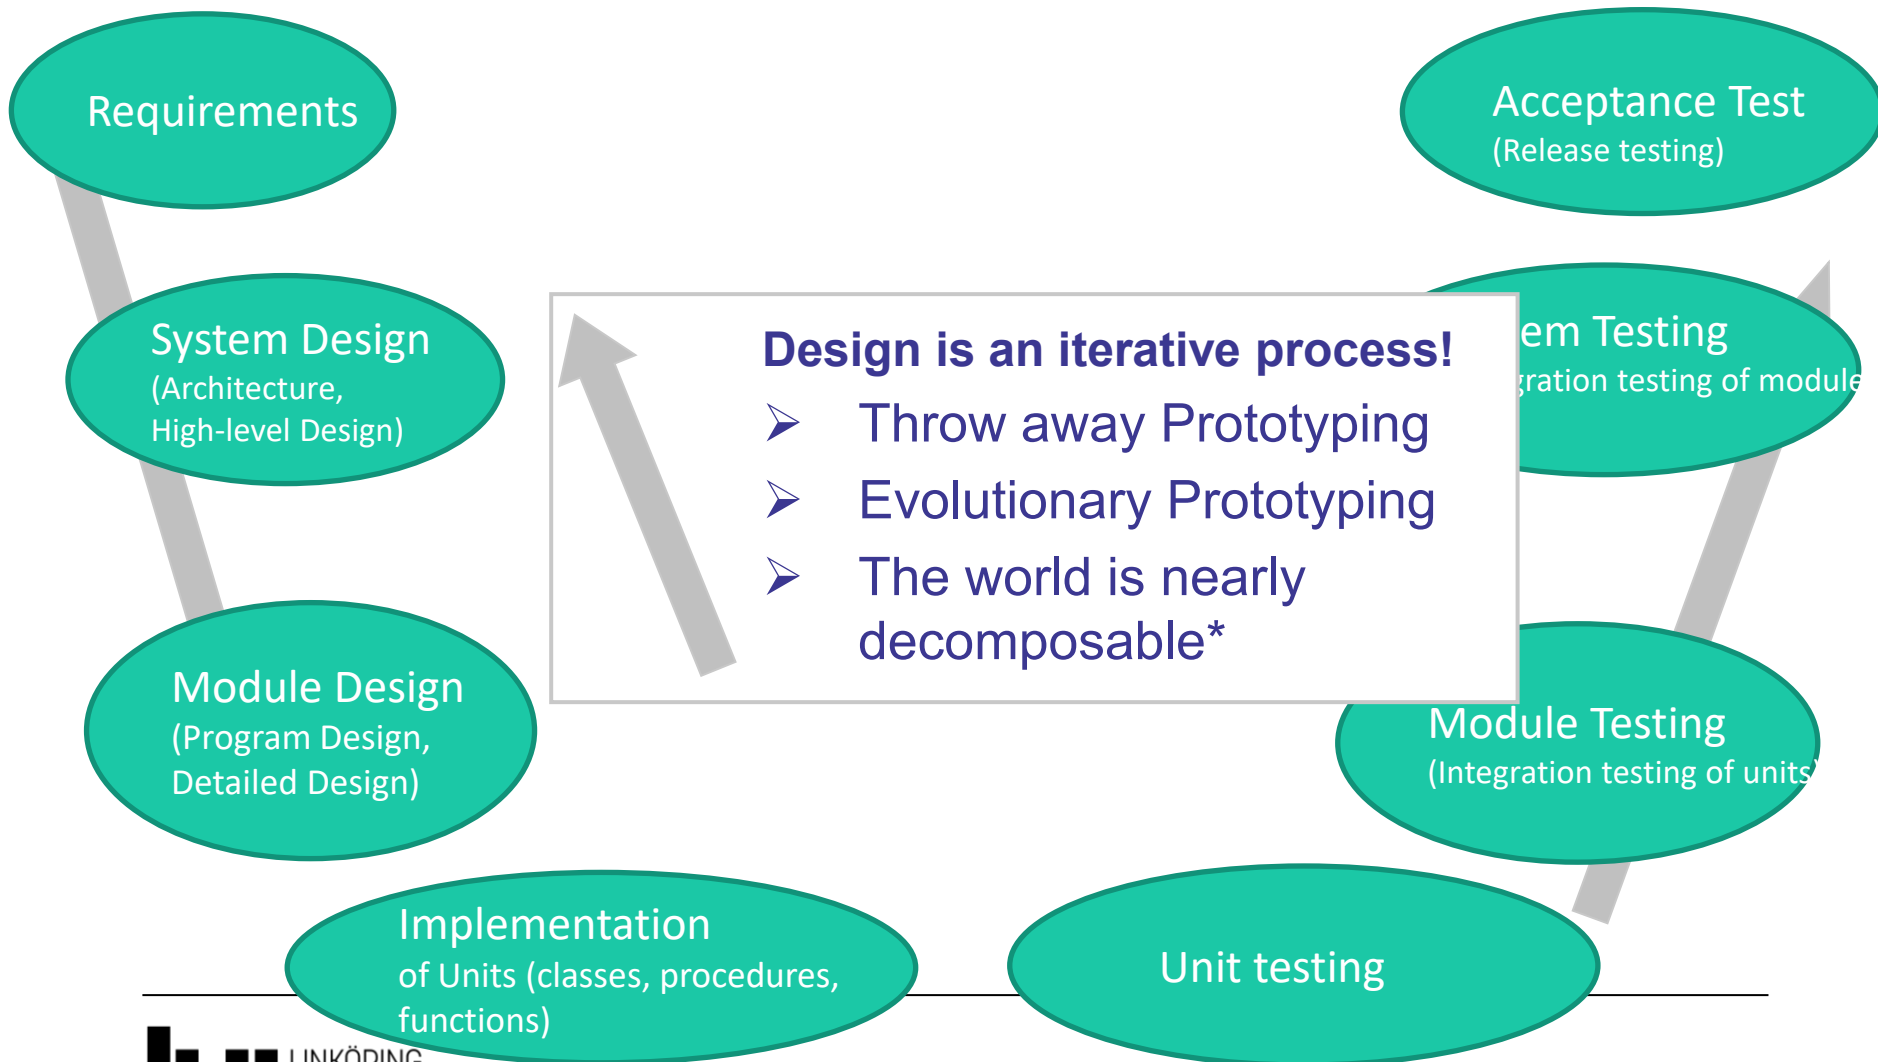 Requirements
Acceptance Test
(Release testing)
System Design
(Architecture,
High-level Design)
Design is an iterative process!
➢ Throw away Prototyping
➢ Evolutionary Prototyping
➢ The world is nearly
decomposable*
em Testing
gration testing of module
Module Design
(Program Design,
Detailed Design)
Module Testing
(Integration testing of units)
Implementation
of Units (classes, procedures,
functions)
Unit testing
LINKÖPING